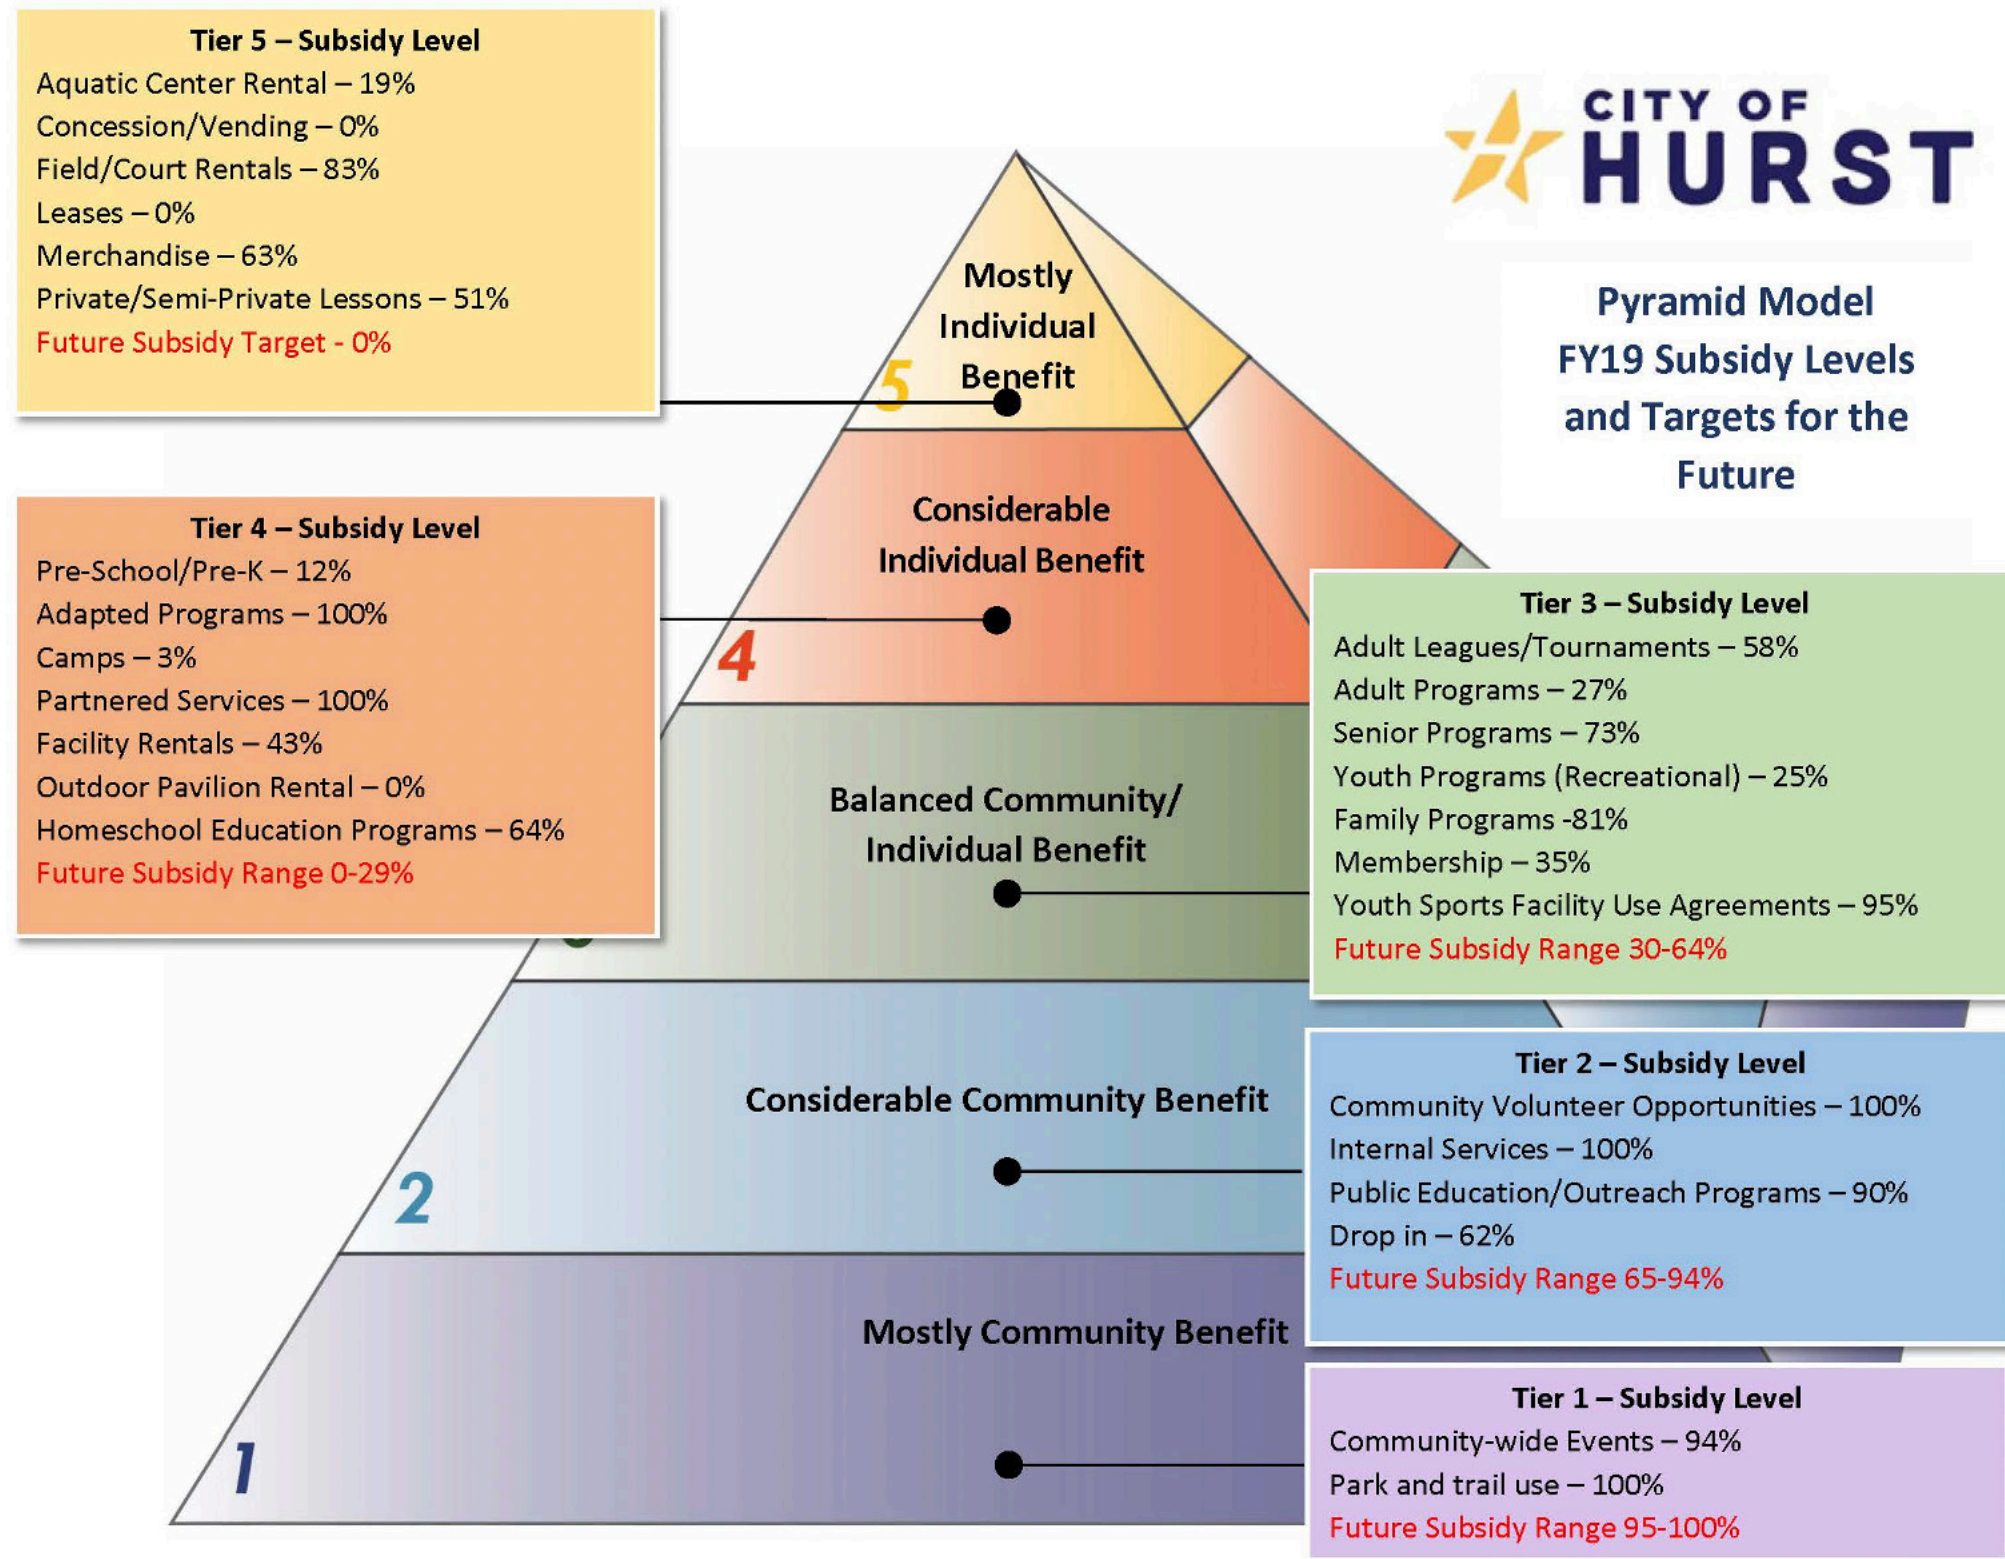 Tier 5 – Subsidy Level
Aquatic Center Rental – 19%
Concession/Vending – 0%
Field/Court Rentals – 83%
Leases – 0%
Merchandise – 63%
Private/Semi-Private Lessons – 51%
Future Subsidy Target - 0%
CITY OF
HURST
Pyramid Model
FY19 Subsidy Levels
and Targets for the
Future
Mostly
Individual
Benefit
5
Tier 4 – Subsidy Level
Pre-School/Pre-K – 12%
Adapted Programs – 100%
Camps – 3%
Partnered Services – 100%
Facility Rentals – 43%
Outdoor Pavilion Rental – 0%
Homeschool Education Programs – 64%
Future Subsidy Range 0-29%
Considerable
Individual Benefit
4
Tier 3 – Subsidy Level
Adult Leagues/Tournaments – 58%
Adult Programs – 27%
Senior Programs – 73%
Youth Programs (Recreational) – 25%
Family Programs -81%
Membership – 35%
Youth Sports Facility Use Agreements – 95%
Future Subsidy Range 30-64%
Balanced Community/
Individual Benefit
Tier 2 – Subsidy Level
Community Volunteer Opportunities – 100%
Internal Services – 100%
Public Education/Outreach Programs – 90%
Drop in – 62%
Future Subsidy Range 65-94%
Considerable Community Benefit
2
Mostly Community Benefit
1
Tier 1 – Subsidy Level
Community-wide Events – 94%
Park and trail use – 100%
Future Subsidy Range 95-100%